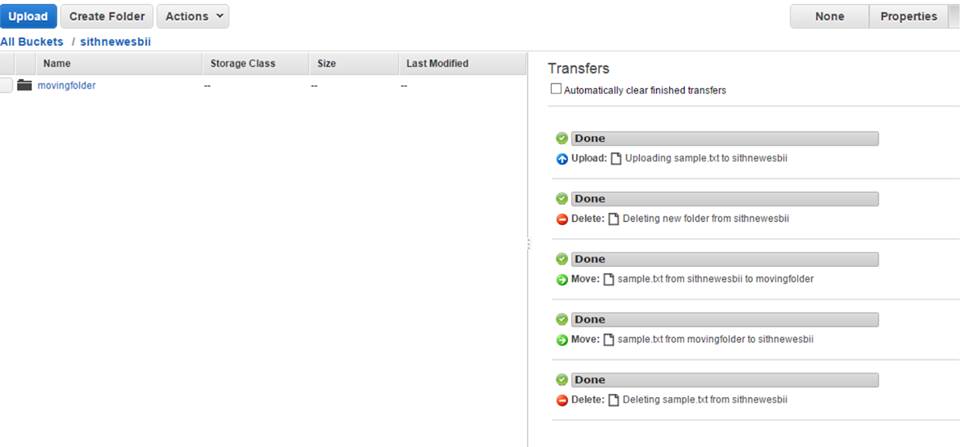 Upload Create Folder Actions None Properties
All Buckets / sithnewesbii
Name Storage Class Size Last Modified
movingfolder -- -- --
Transfers
Automatically clear finished transfers
Done
Upload: Uploading sample.txt to sithnewesbii
Done
Delete: Deleting new folder from sithnewesbii
Done
Move: sample.txt from sithnewesbii to movingfolder
Done
Move: sample.txt from movingfolder to sithnewesbii
Done
Delete: Deleting sample.txt from sithnewesbii